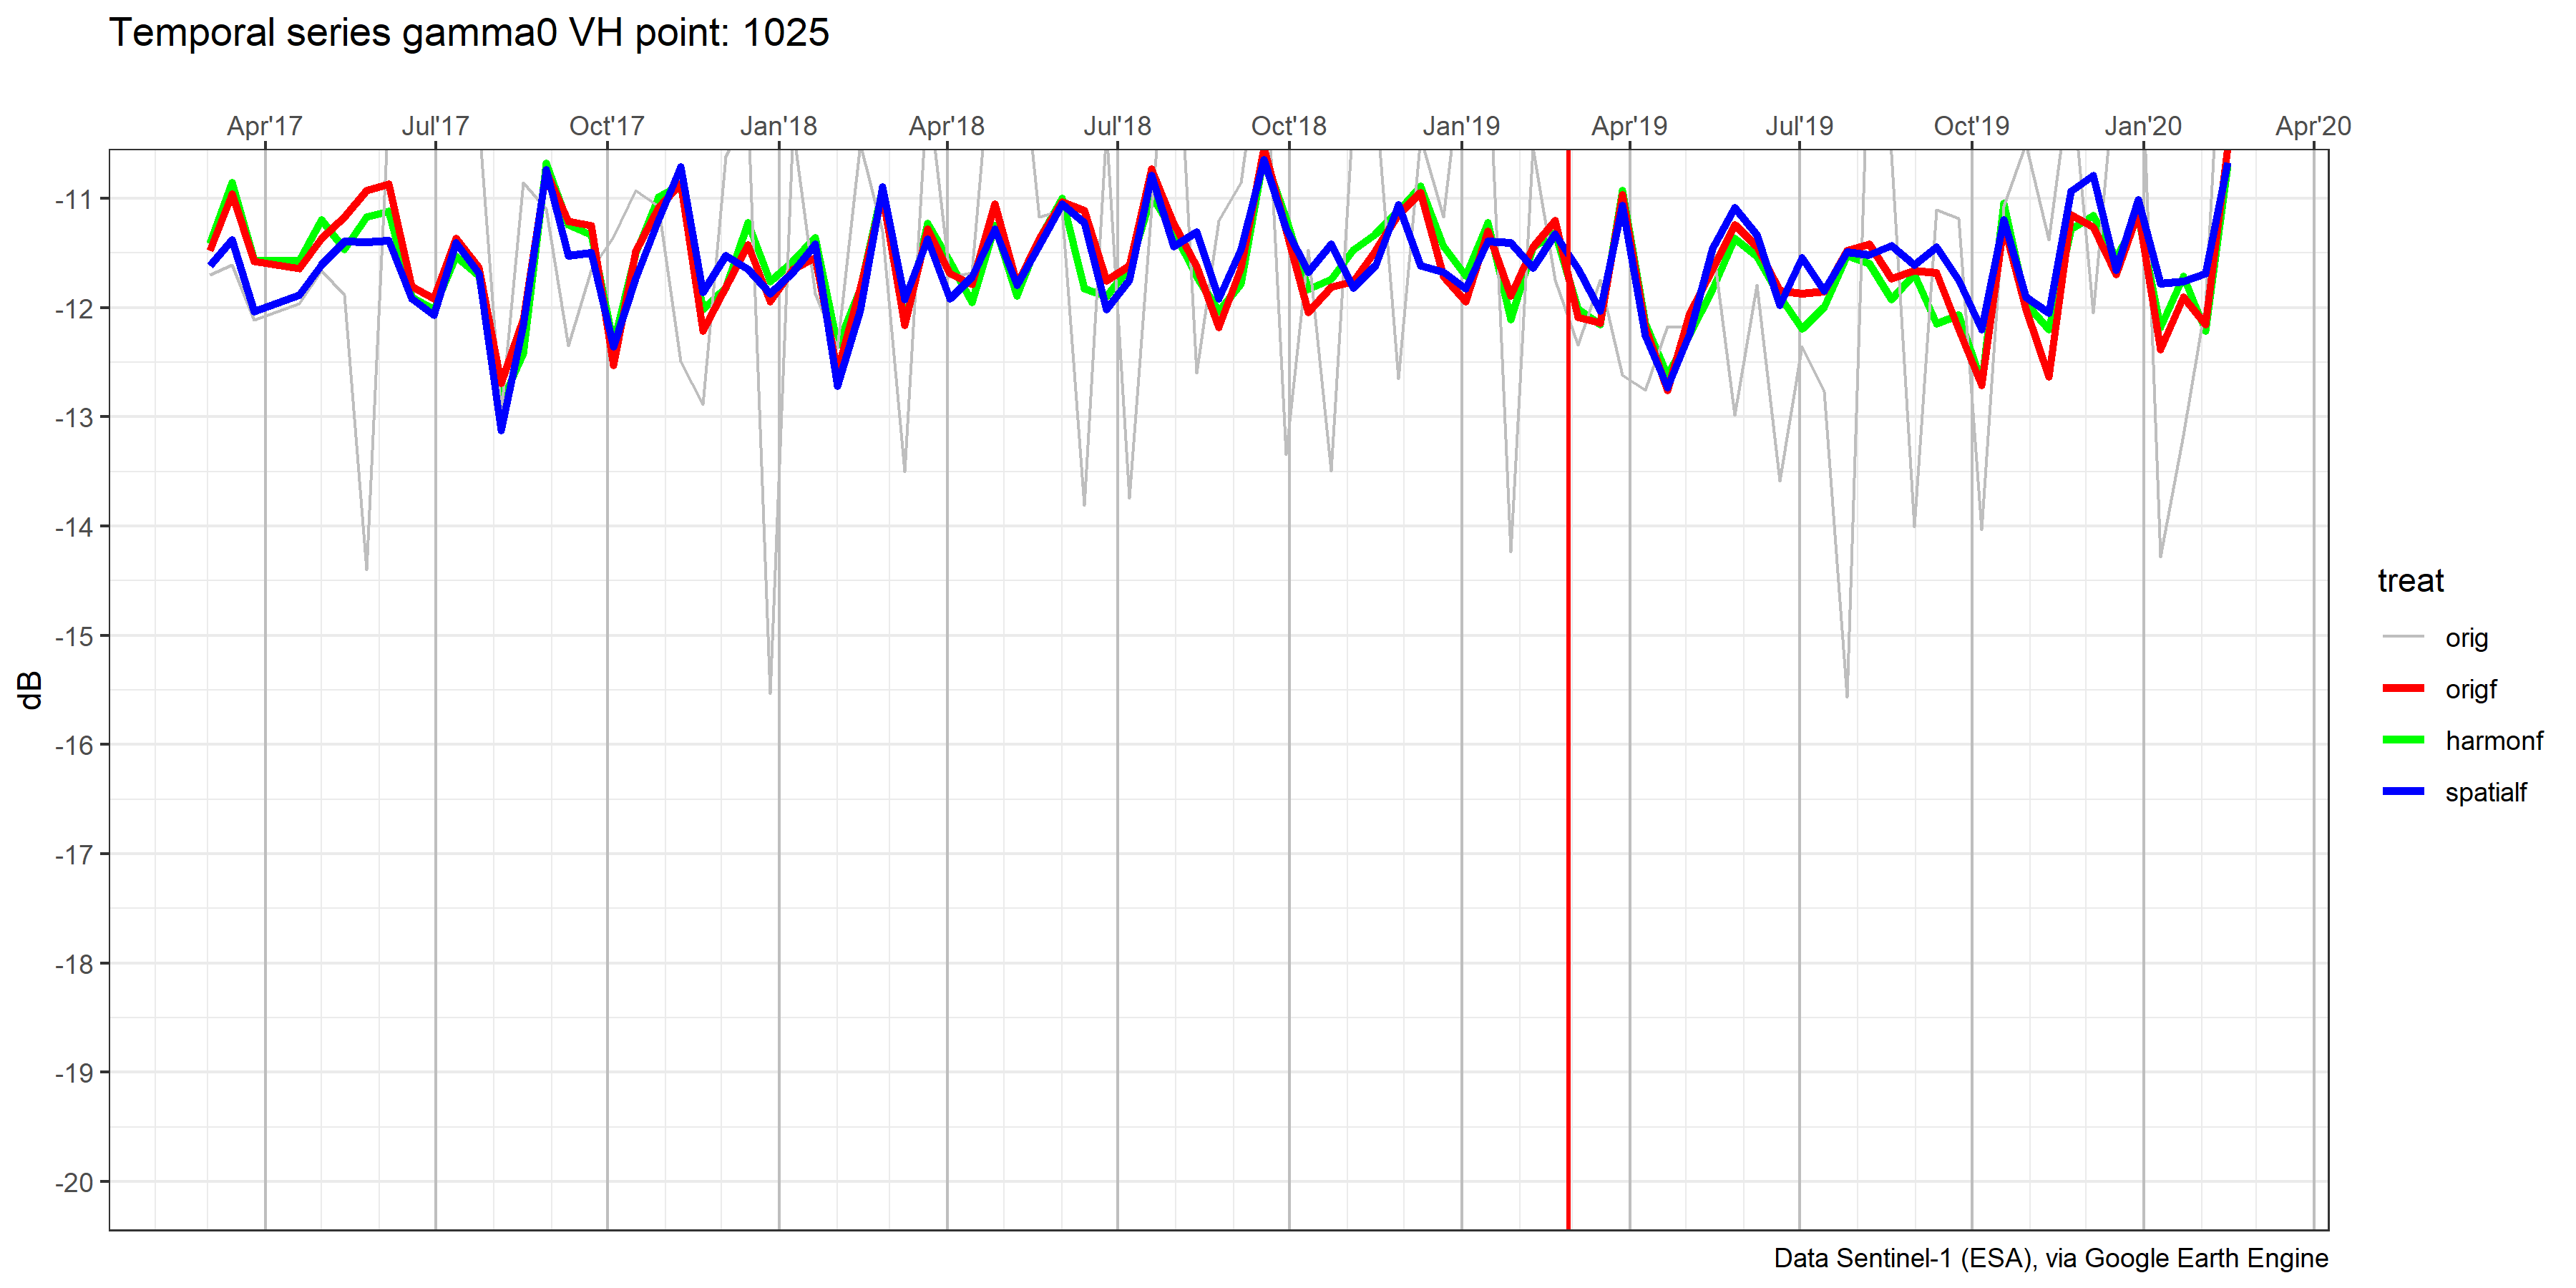 Temporal series gamma0 VH point: 1025
Apr'17 Jul'17 Oct'17 Jan'18 Apr'18 Jul'18 Oct'18 Jan'19 Apr'19 Jul'19 Oct'19 Jan'20 Apr'20
-11
-12
-13
-14
-15
-16
-17
-18
-19
-20
dB
treat
orig
origf
harmonf
spatialf
Data Sentinel-1 (ESA), via Google Earth Engine